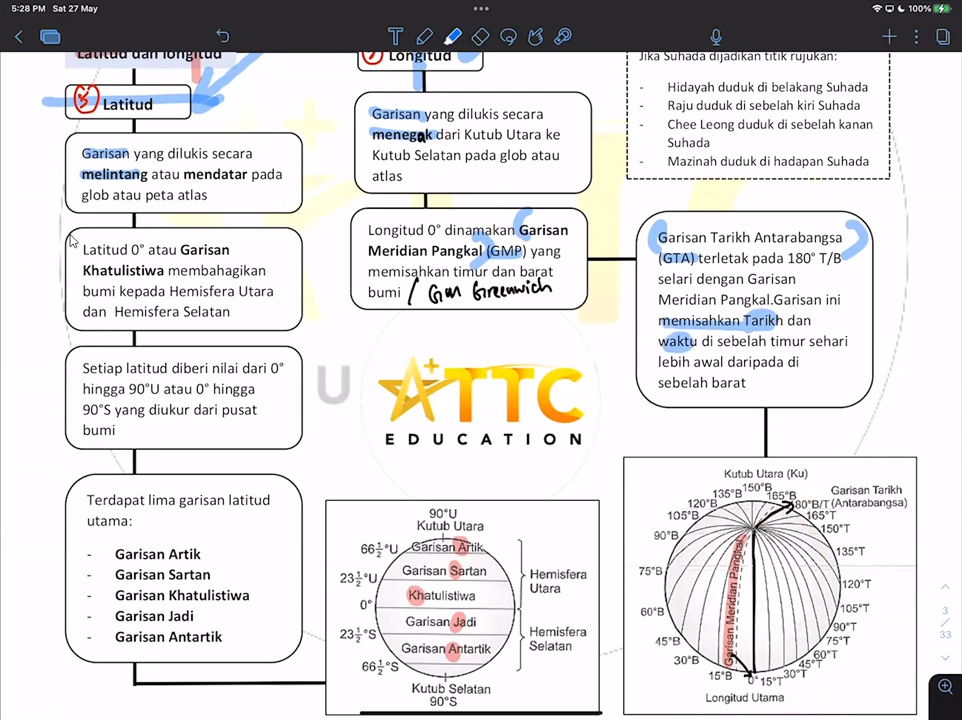 5:28 PM Sat 27 May
100%
Latitud dan longitud
Latitud
Garisan yang dilukis secara
melintang atau mendatar pada
glob atau peta atlas
Latitud 0° atau Garisan
Khatulistiwa membahagikan
bumi kepada Hemisfera Utara
dan Hemisfera Selatan
Setiap latitud diberi nilai dari 0°
hingga 90°U atau 0° hingga
90°S yang diukur dari pusat
bumi
Terdapat lima garisan latitud
utama:
- Garisan Artik
- Garisan Sartan
- Garisan Khatulistiwa
- Garisan Jadi
- Garisan Antartik
Longitud
Garisan yang dilukis secara
menegak dari Kutub Utara ke
Kutub Selatan pada glob atau
atlas
Longitud 0° dinamakan Garisan
Meridian Pangkal (GMP) yang
memisahkan timur dan barat
bumi / GM Greenwich
Jika Suhada dijadikan titik rujukan:
- Hidayah duduk di belakang Suhada
- Raju duduk di sebelah kiri Suhada
- Chee Leong duduk di sebelah kanan
Suhada
- Mazinah duduk di hadapan Suhada
Garisan Tarikh Antarabangsa
(GTA) terletak pada 180° T/B
selari dengan Garisan
Meridian Pangkal.Garisan ini
memisahkan Tarikh dan
waktu di sebelah timur sehari
lebih awal daripada di
sebelah barat
U
ATTC
EDUCATION
90°U
Kutub Utara
66½°U
Garisan Artik
23½°U
Garisan Sartan
0°
Khatulistiwa
23½°S
Garisan Jadi
Garisan Antartik
66½°S
Kutub Selatan
90°S
Hemisfera
Utara
Hemisfera
Selatan
Kutub Utara (Ku)
150°B
135°B
165°B
120°B
180°B/T
Garisan Tarikh
(Antarabangsa)
105°B
165°T
90°B
150°T
135°T
75°B
120°T
60°B
105°T
45°B
90°T
75°T
30°B
60°T
45°T
15°B
30°T
0°
15°T
Garisan Meridian Pangkal
Longitud Utama
3
/
33